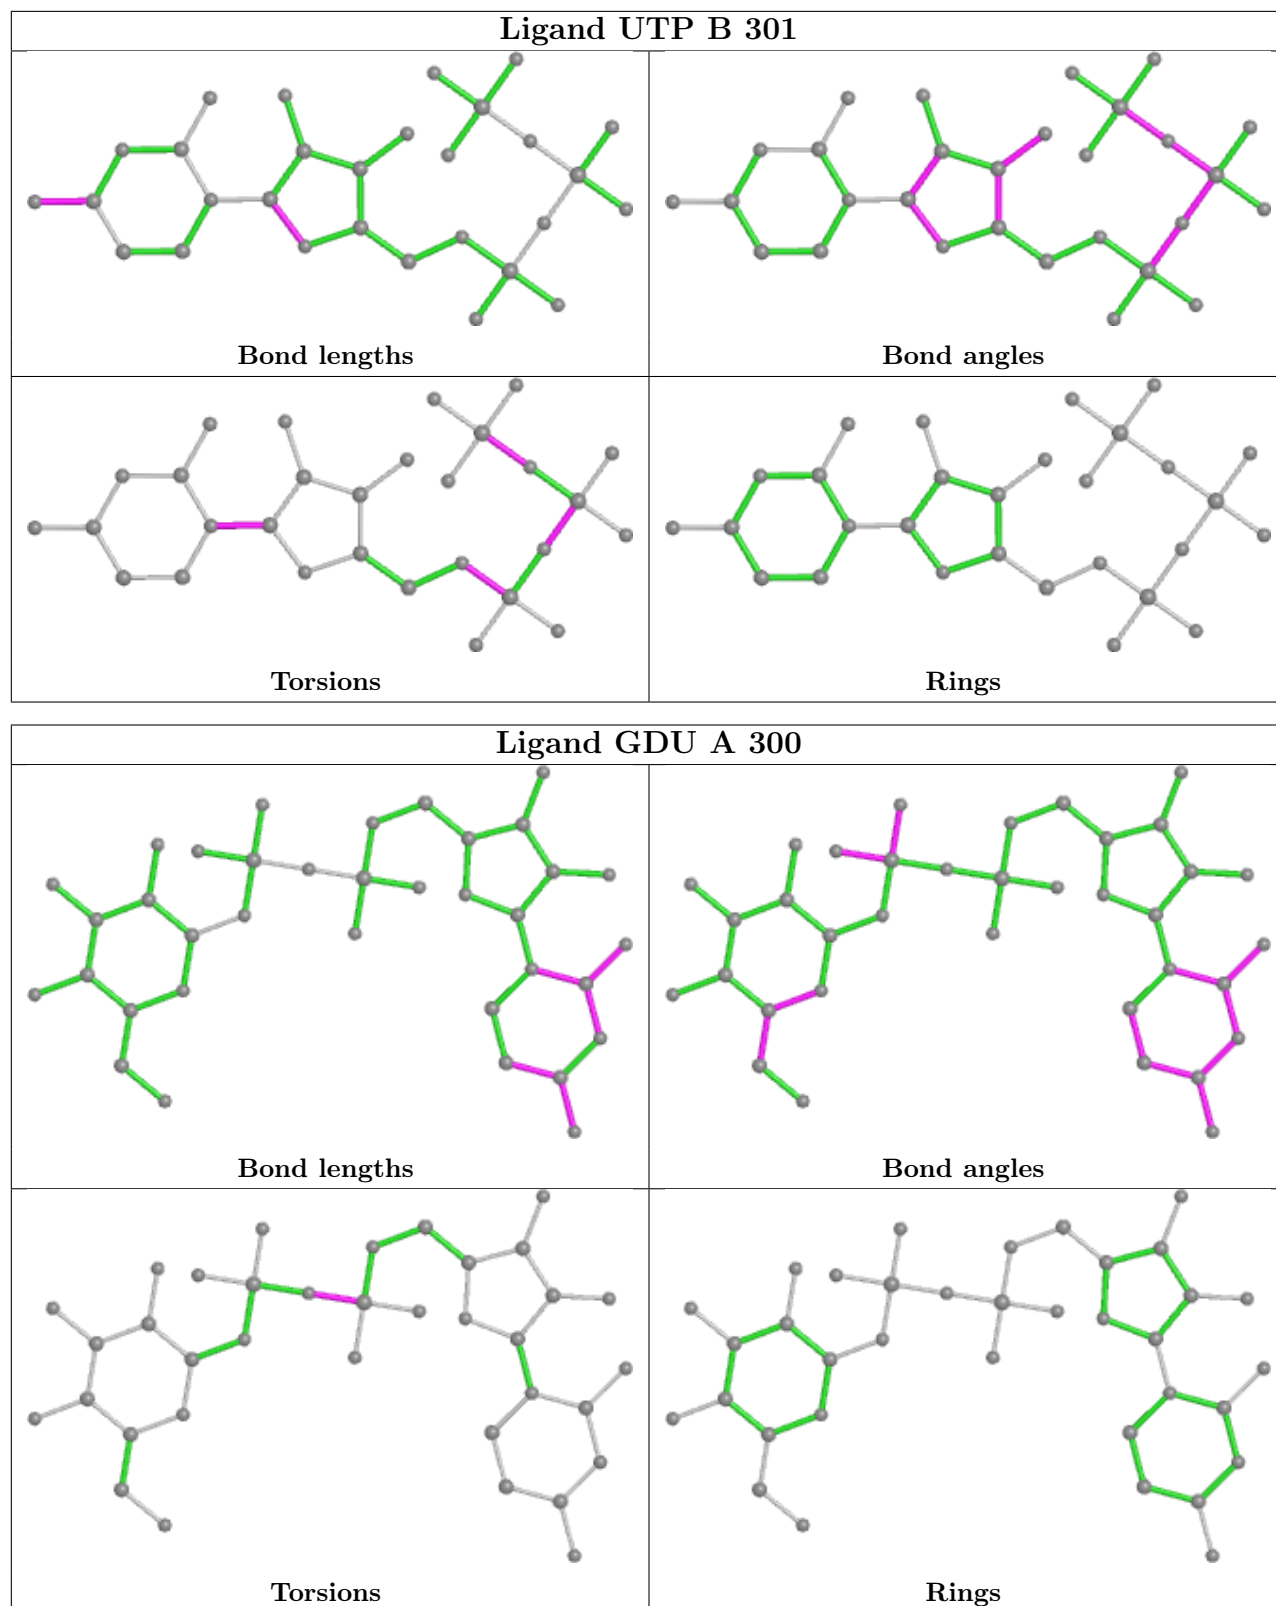 Ligand UTP B 301
Bond lengths
Bond angles
Torsions
Rings
Ligand GDU A 300
Bond lengths
Bond angles
Torsions
Rings